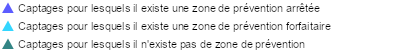 Captages pour lesquels il existe une zone de prévention arrêtée
Captages pour lesquels il existe une zone de prévention forfaitaire
Captages pour lesquels il n'existe pas de zone de prévention